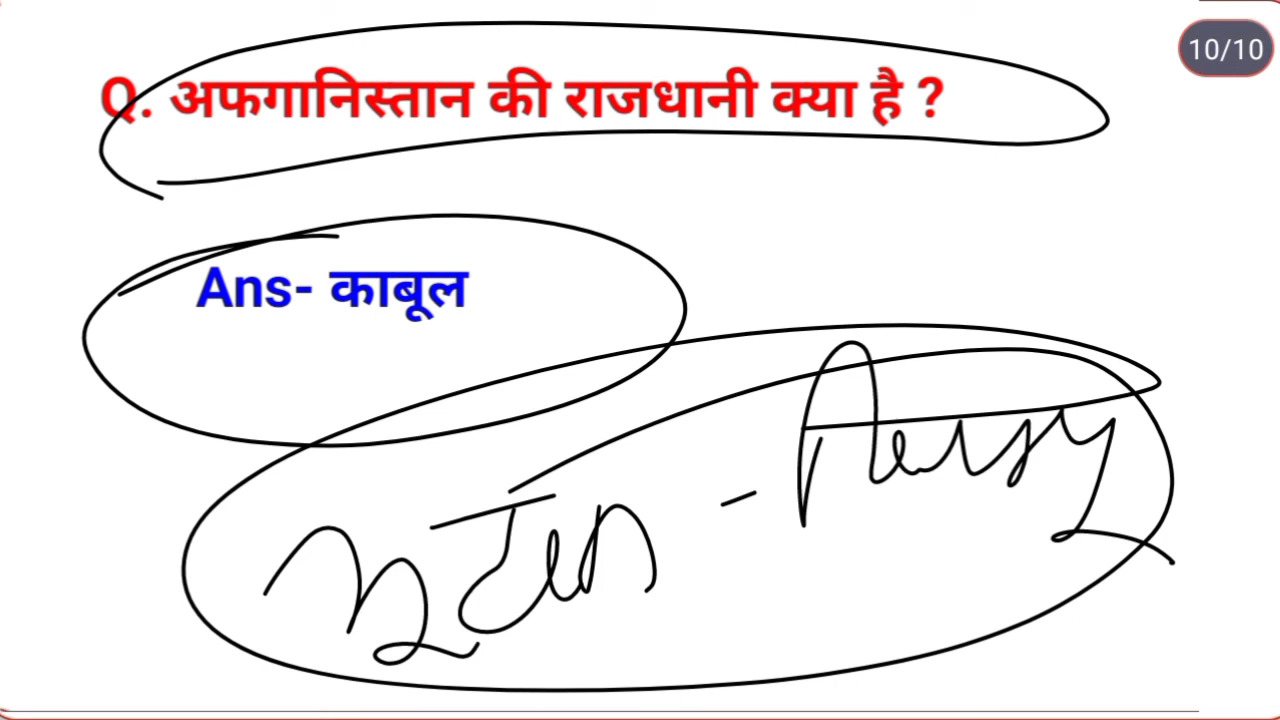 10/10
Q. अफगानिस्तान की राजधानी क्या है ?
Ans- काबूल